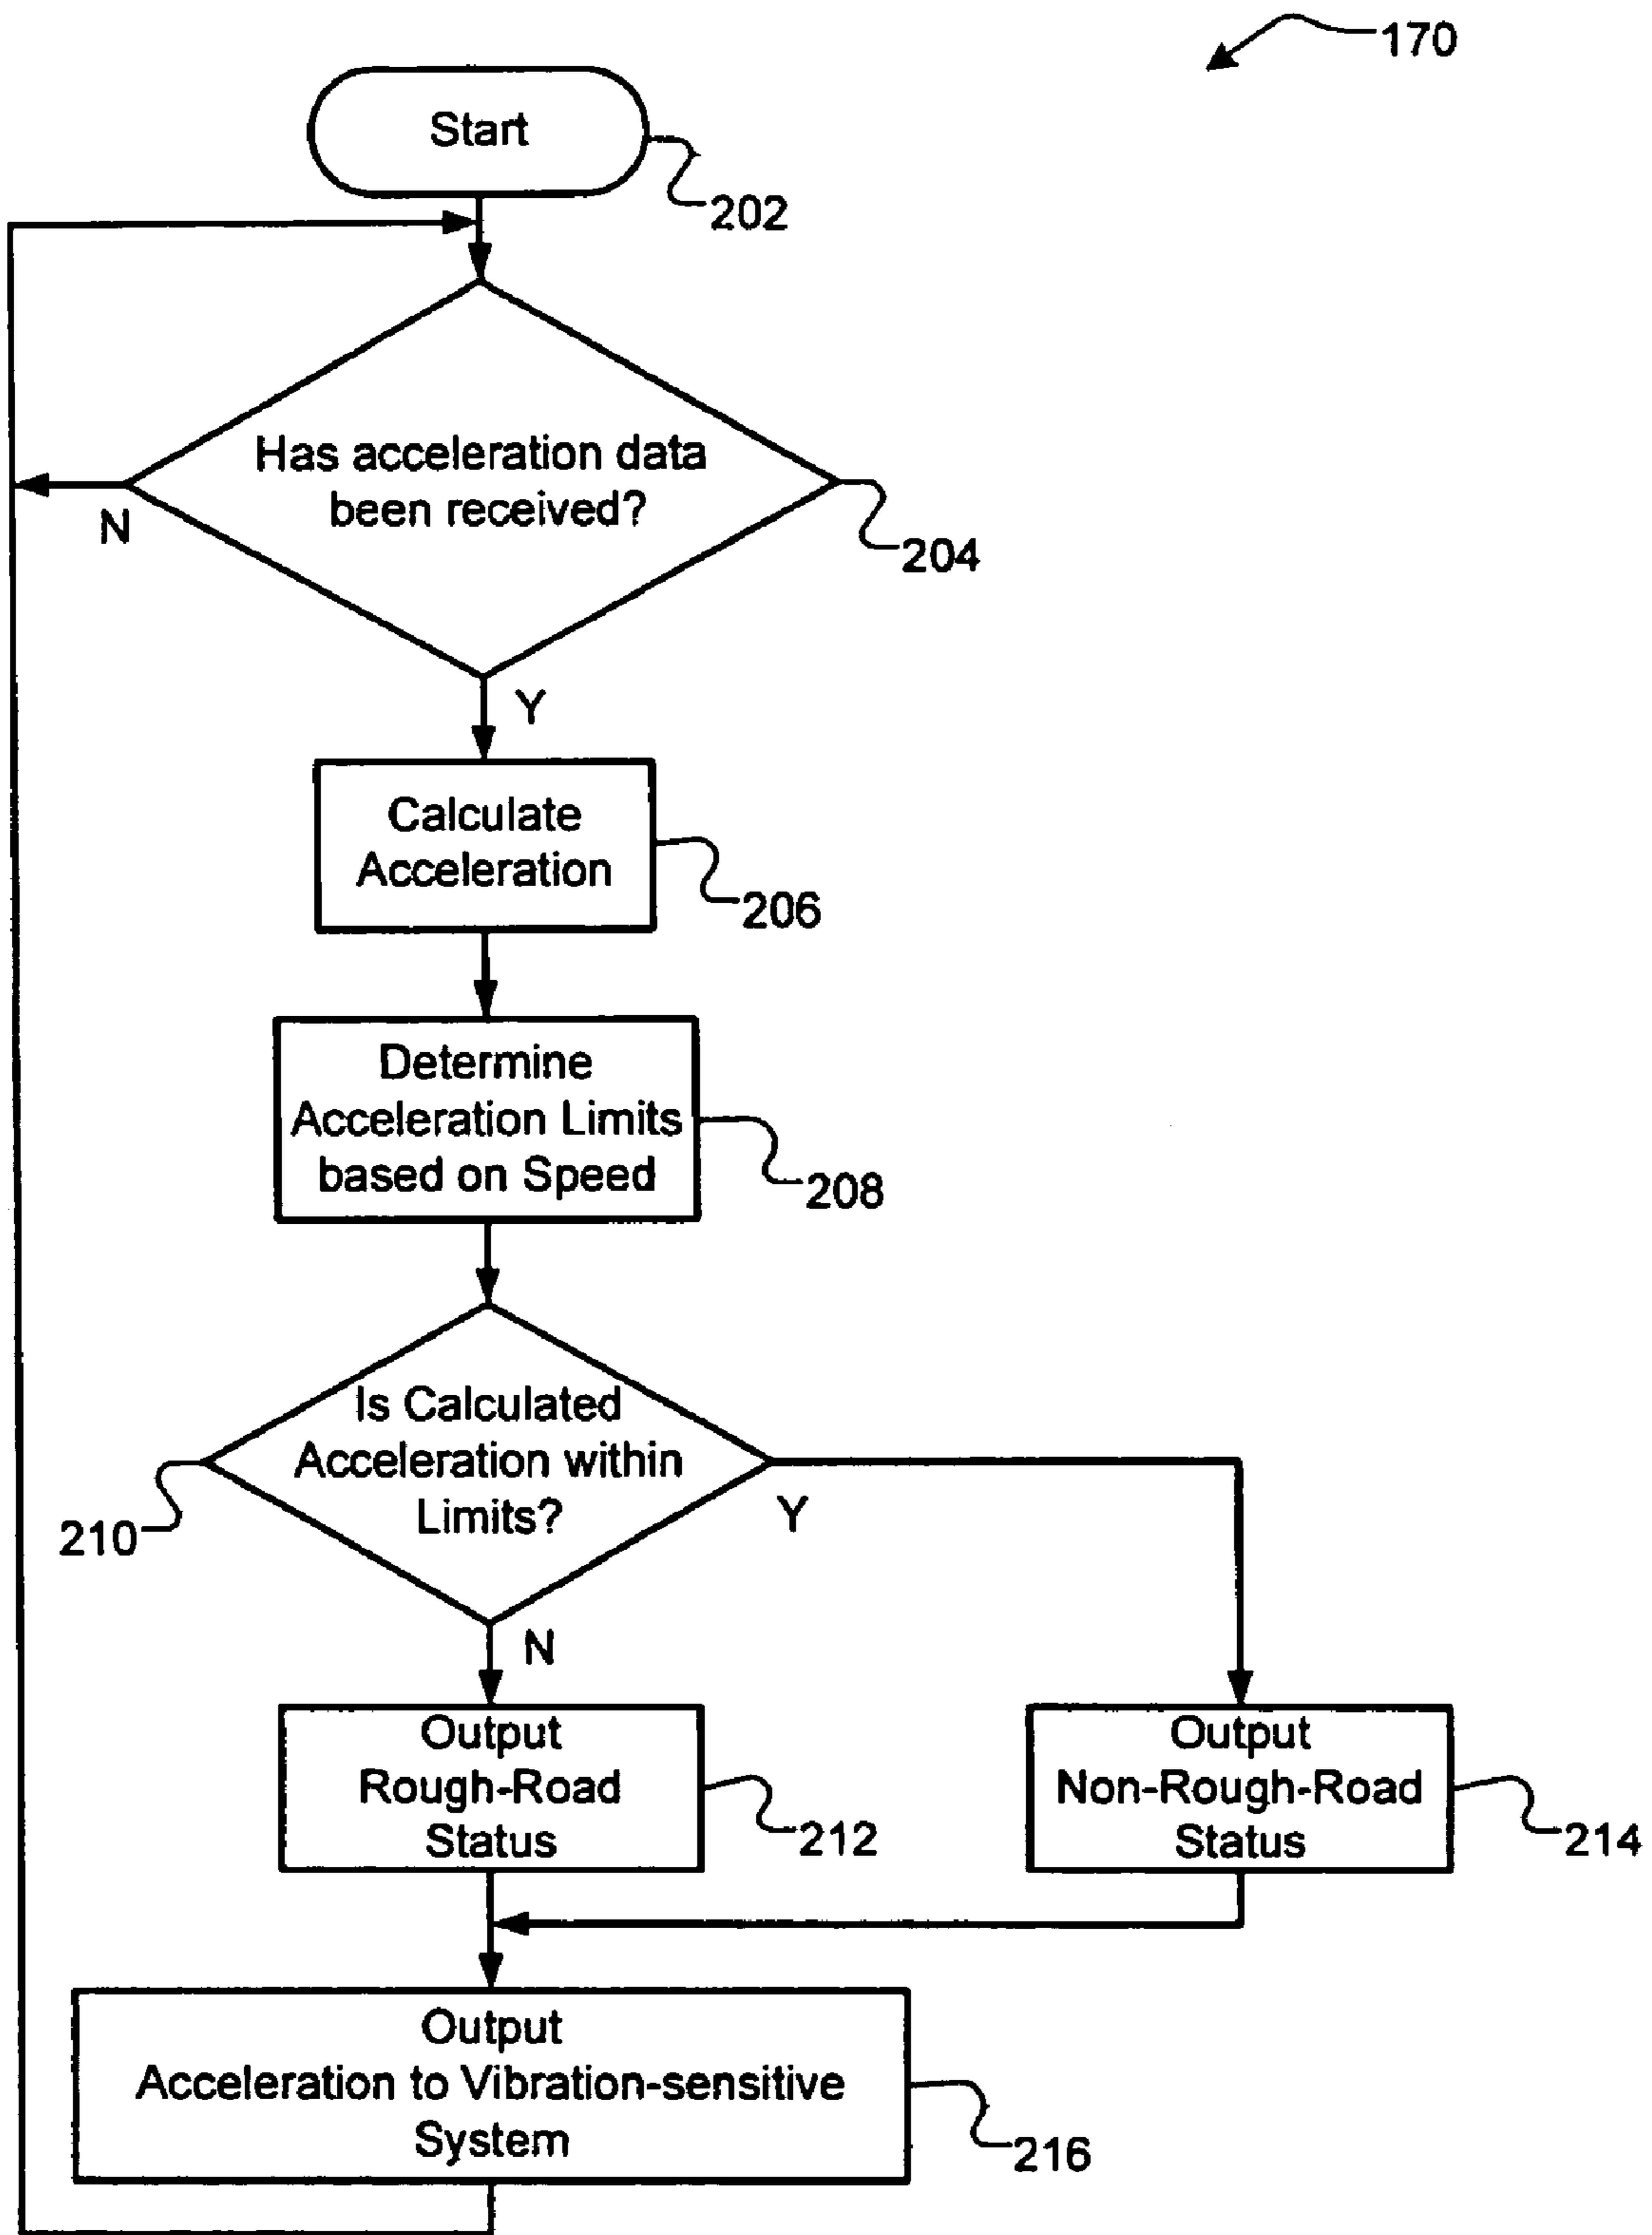 170
Start
202
Has acceleration data
been received?
N
204
Y
Calculate
Acceleration
206
Determine
Acceleration Limits
based on Speed
208
Is Calculated
Acceleration within
Limits?
210
Y
N
Output
Rough-Road
Status
212
Output
Non-Rough-Road
Status
214
Output
Acceleration to Vibration-sensitive
System
216